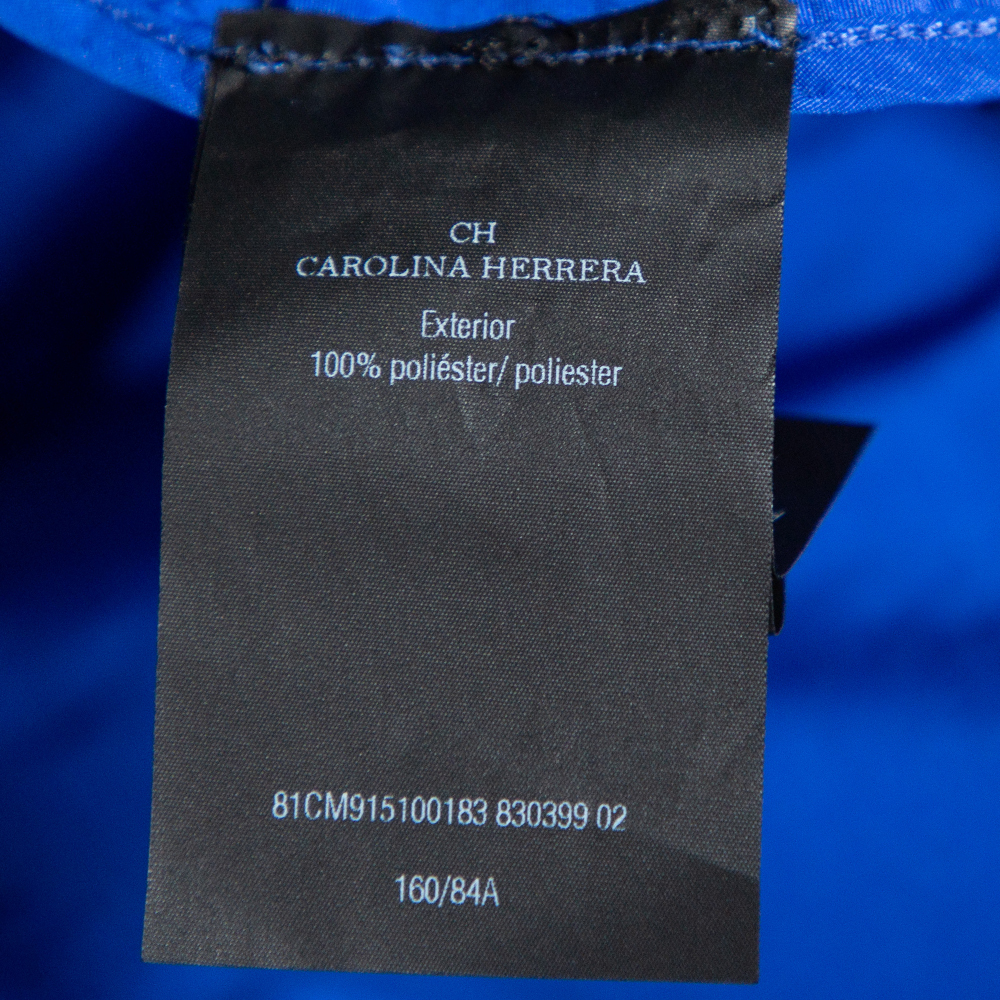 CH
CAROLINA HERRERA
Exterior
100% poliéster/ poliester
81CM915100183 830399 02
160/84A